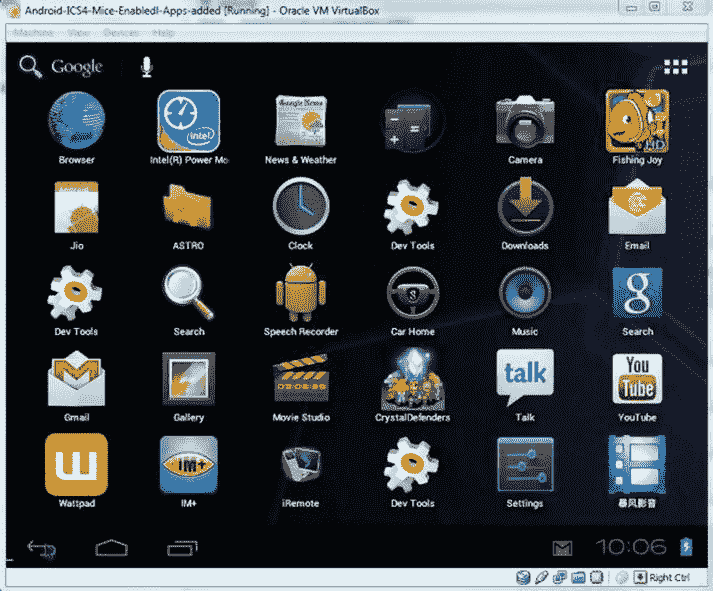 Android-ICS4-Mice-Enabledl-Apps-added [Running] - Oracle VM VirtualBox
Machine View Devices Help
Google
Browser Intel(R) Power Mo News & Weather Camera Fishing Joy
Jio ASTRO Clock Dev Tools Downloads Email
Dev Tools Search Speech Recorder Car Home Music Search
Gmail Gallery Movie Studio CrystalDefenders Talk YouTube
Wattpad IM+ iRemote Dev Tools Settings 暴风影音
10:06
Right Ctrl